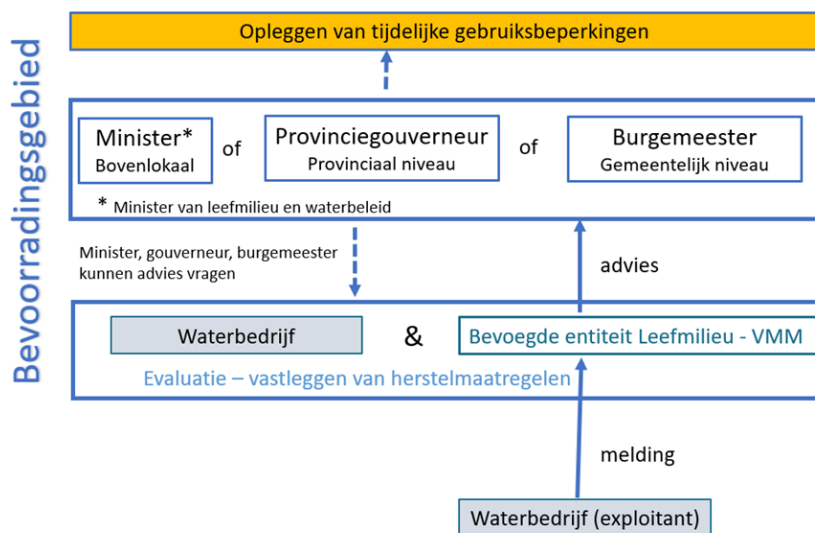 Bevoorradingsgebied
Opleggen van tijdelijke gebruiksbeperkingen
Minister*
Bovenlokaal
of
Provinciegouverneur
Provinciaal niveau
of
Burgemeester
Gemeentelijk niveau
* Minister van leefmilieu en waterbeleid
Minister, gouverneur, burgemeester
kunnen advies vragen
advies
Waterbedrijf
&
Bevoegde entiteit Leefmilieu - VMM
Evaluatie – vastleggen van herstelmaatregelen
melding
Waterbedrijf (exploitant)